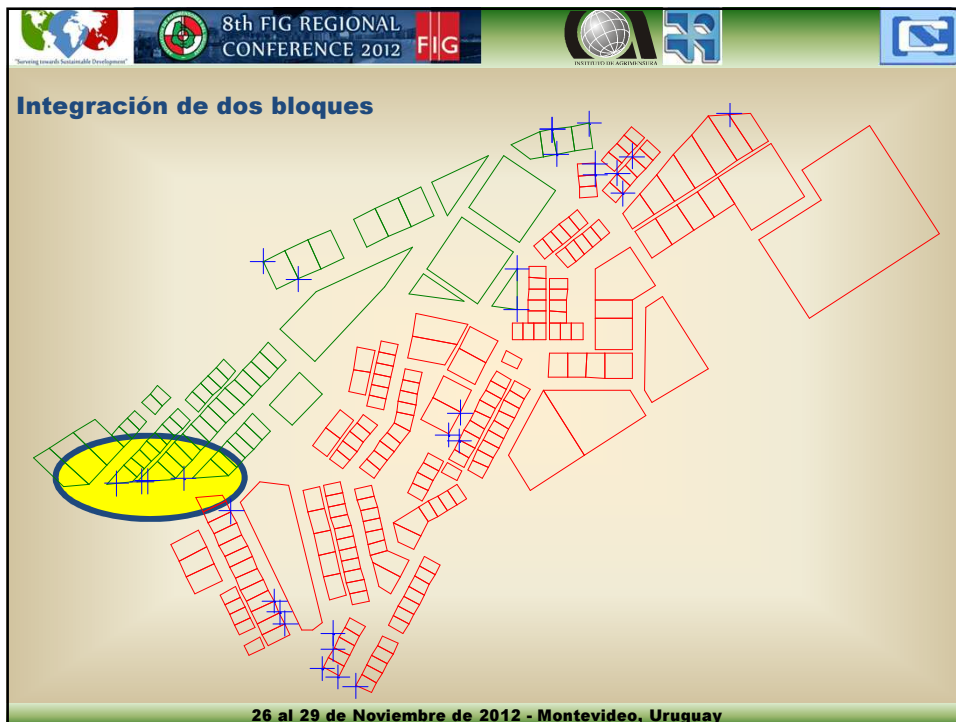 "Surveing towards Sustainable Development"
8th FIG REGIONAL
CONFERENCE 2012
FIG
INSTITUTO DE AGRIMENSURA
Integración de dos bloques
26 al 29 de Noviembre de 2012 - Montevideo, Uruguay